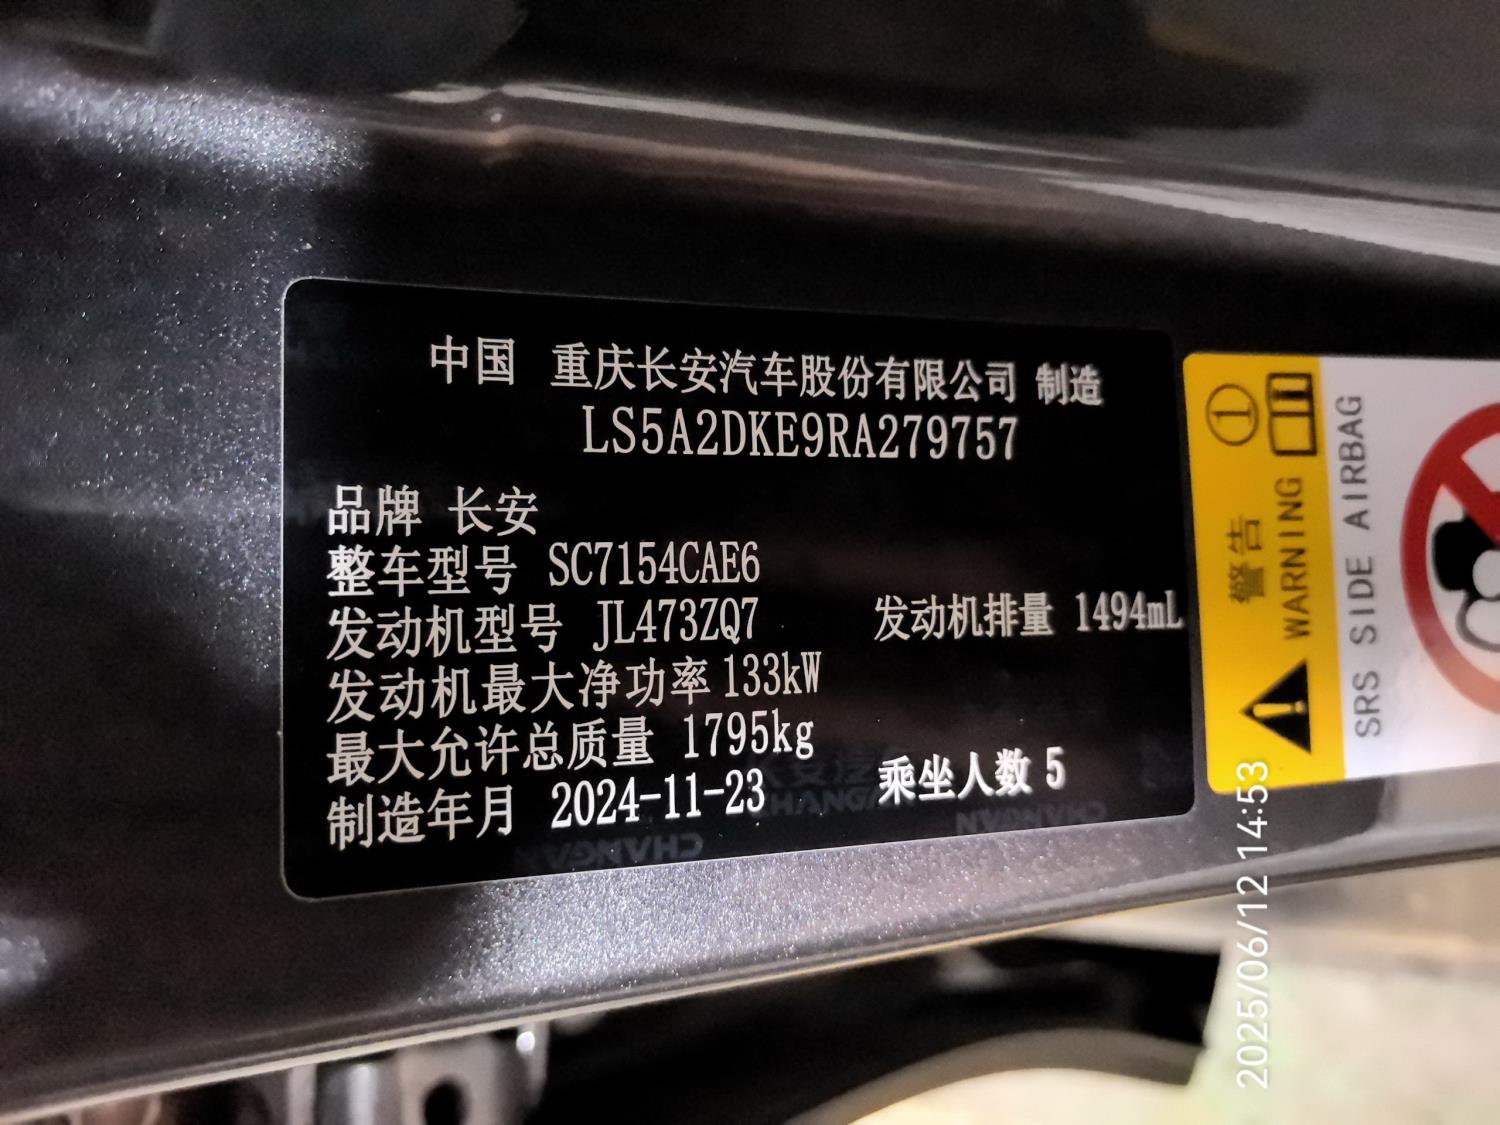 中国 重庆长安汽车股份有限公司 制造
LS5A2DKE9RA279757
品牌 长安
整车型号 SC7154CAE6
发动机型号 JL473ZQ7 发动机排量 1494mL
发动机最大净功率 133kW
最大允许总质量 1795kg
制造年月 2024-11-23 乘坐人数 5
CHANGAN
CHANGAN
CHANGAN
警告
WARNING
①
SRS SIDE AIRBAG
2025/06/12 14:53